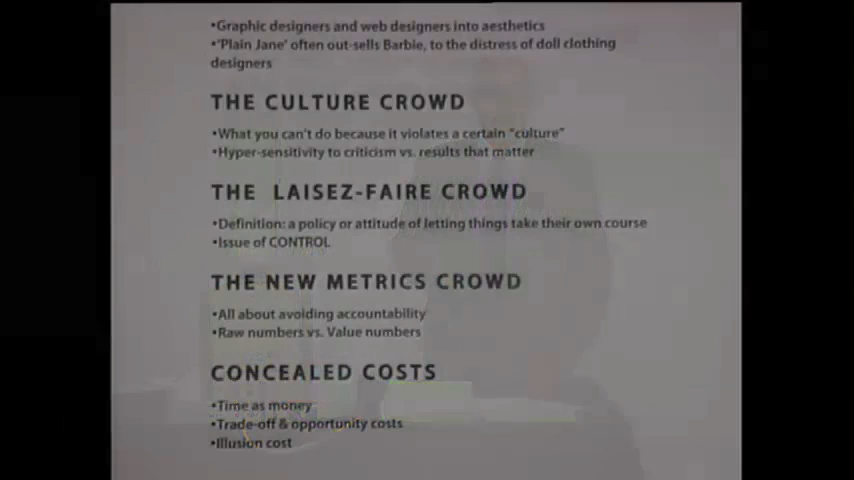 •Graphic designers and web designers into aesthetics
•‘Plain Jane’ often out-sells Barbie, to the distress of doll clothing
designers
THE CULTURE CROWD
•What you can’t do because it violates a certain “culture”
•Hyper-sensitivity to criticism vs. results that matter
THE LAISEZ-FAIRE CROWD
•Definition: a policy or attitude of letting things take their own course
•Issue of CONTROL
THE NEW METRICS CROWD
•All about avoiding accountability
•Raw numbers vs. Value numbers
CONCEALED COSTS
•Time as money
•Trade-off & opportunity costs
•Illusion cost